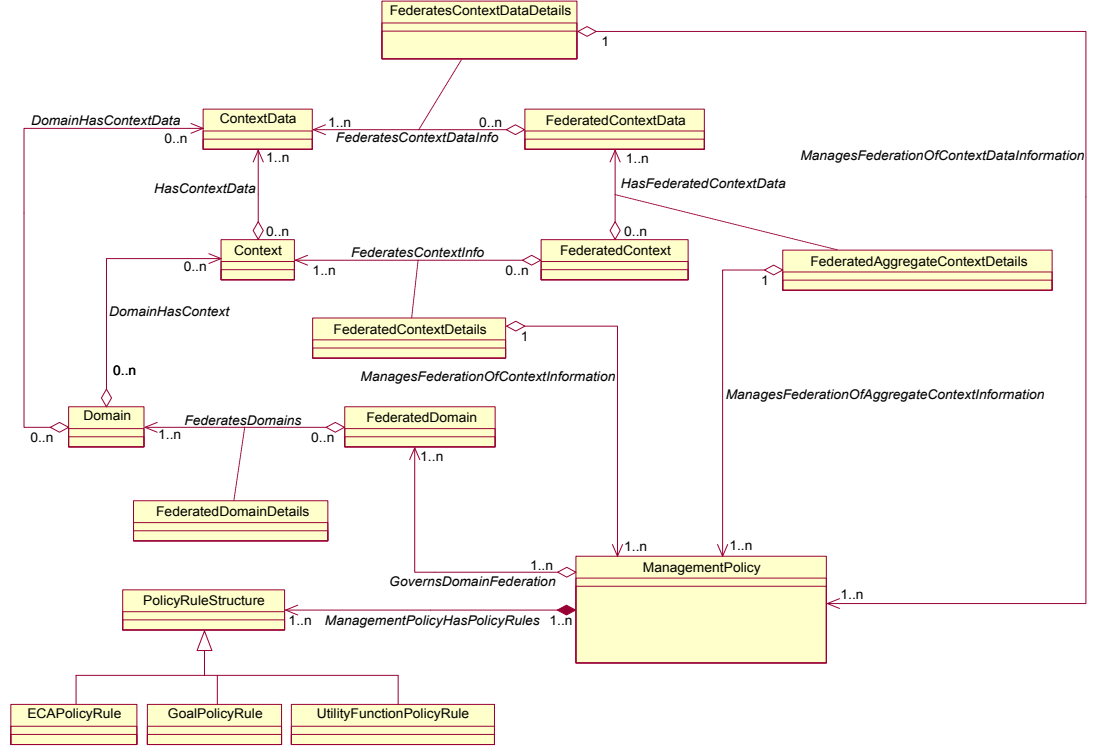 FederatesContextDataDetails
1
DomainHasContextData
0..n
ContextData
1..n
0..n
FederatesContextDataInfo
FederatedContextData
ManagesFederationOfContextDataInformation
1..n
1..n
HasContextData
HasFederatedContextData
0..n
0..n
Context
0..n
FederatesContextInfo
1..n
0..n
FederatedContext
FederatedAggregateContextDetails
1
DomainHasContext
FederatedContextDetails
1
ManagesFederationOfContextInformation
0..n
ManagesFederationOfAggregateContextInformation
Domain
0..n
FederatesDomains
1..n
0..n
FederatedDomain
1..n
FederatedDomainDetails
1..n
1..n
1..n
GovernsDomainFederation
ManagementPolicy
1..n
PolicyRuleStructure
1..n
ManagementPolicyHasPolicyRules
1..n
ECAPolicyRule
GoalPolicyRule
UtilityFunctionPolicyRule